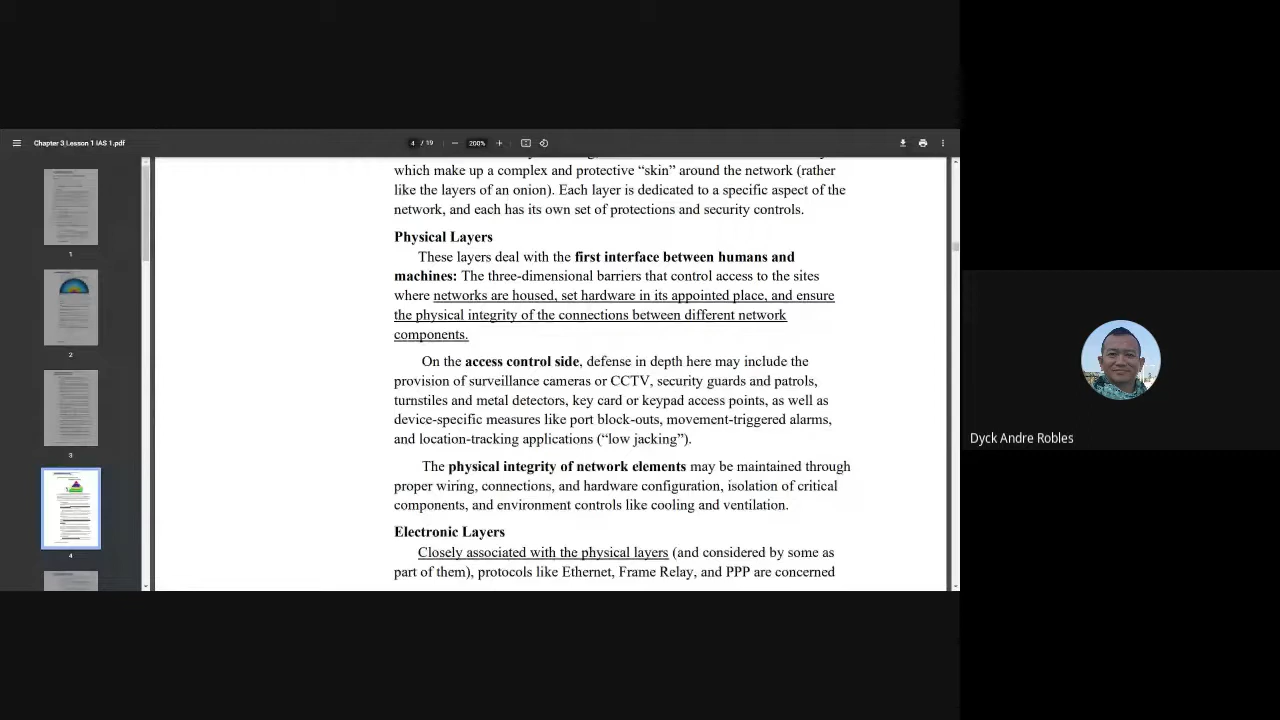 Chapter 3 Lesson 1 IAS 1.pdf
4 / 19
200%
which make up a complex and protective “skin” around the network (rather
like the layers of an onion). Each layer is dedicated to a specific aspect of the
network, and each has its own set of protections and security controls.
Physical Layers
These layers deal with the first interface between humans and
machines: The three-dimensional barriers that control access to the sites
where networks are housed, set hardware in its appointed place, and ensure
the physical integrity of the connections between different network
components.
On the access control side, defense in depth here may include the
provision of surveillance cameras or CCTV, security guards and patrols,
turnstiles and metal detectors, key card or keypad access points, as well as
device-specific measures like port block-outs, movement-triggered alarms,
and location-tracking applications (“low jacking”).
The physical integrity of network elements may be maintained through
proper wiring, connections, and hardware configuration, isolation of critical
components, and environment controls like cooling and ventilation.
Electronic Layers
Closely associated with the physical layers (and considered by some as
part of them), protocols like Ethernet, Frame Relay, and PPP are concerned
1
2
3
4
Dyck Andre Robles